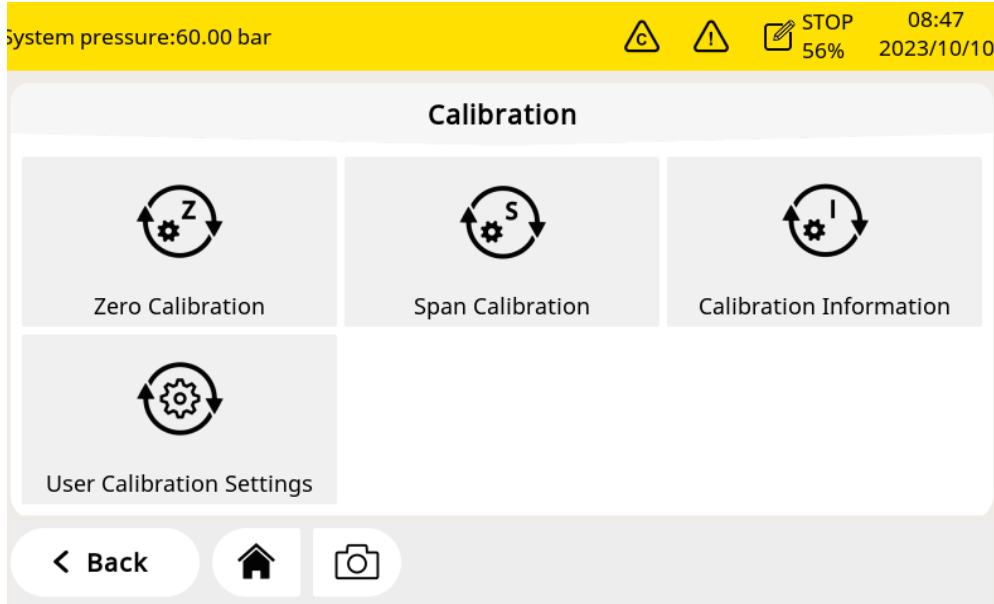 System pressure:60.00 bar
C
!
STOP
56%
08:47
2023/10/10
Calibration
Z
S
I
Zero Calibration
Span Calibration
Calibration Information
User Calibration Settings
Back